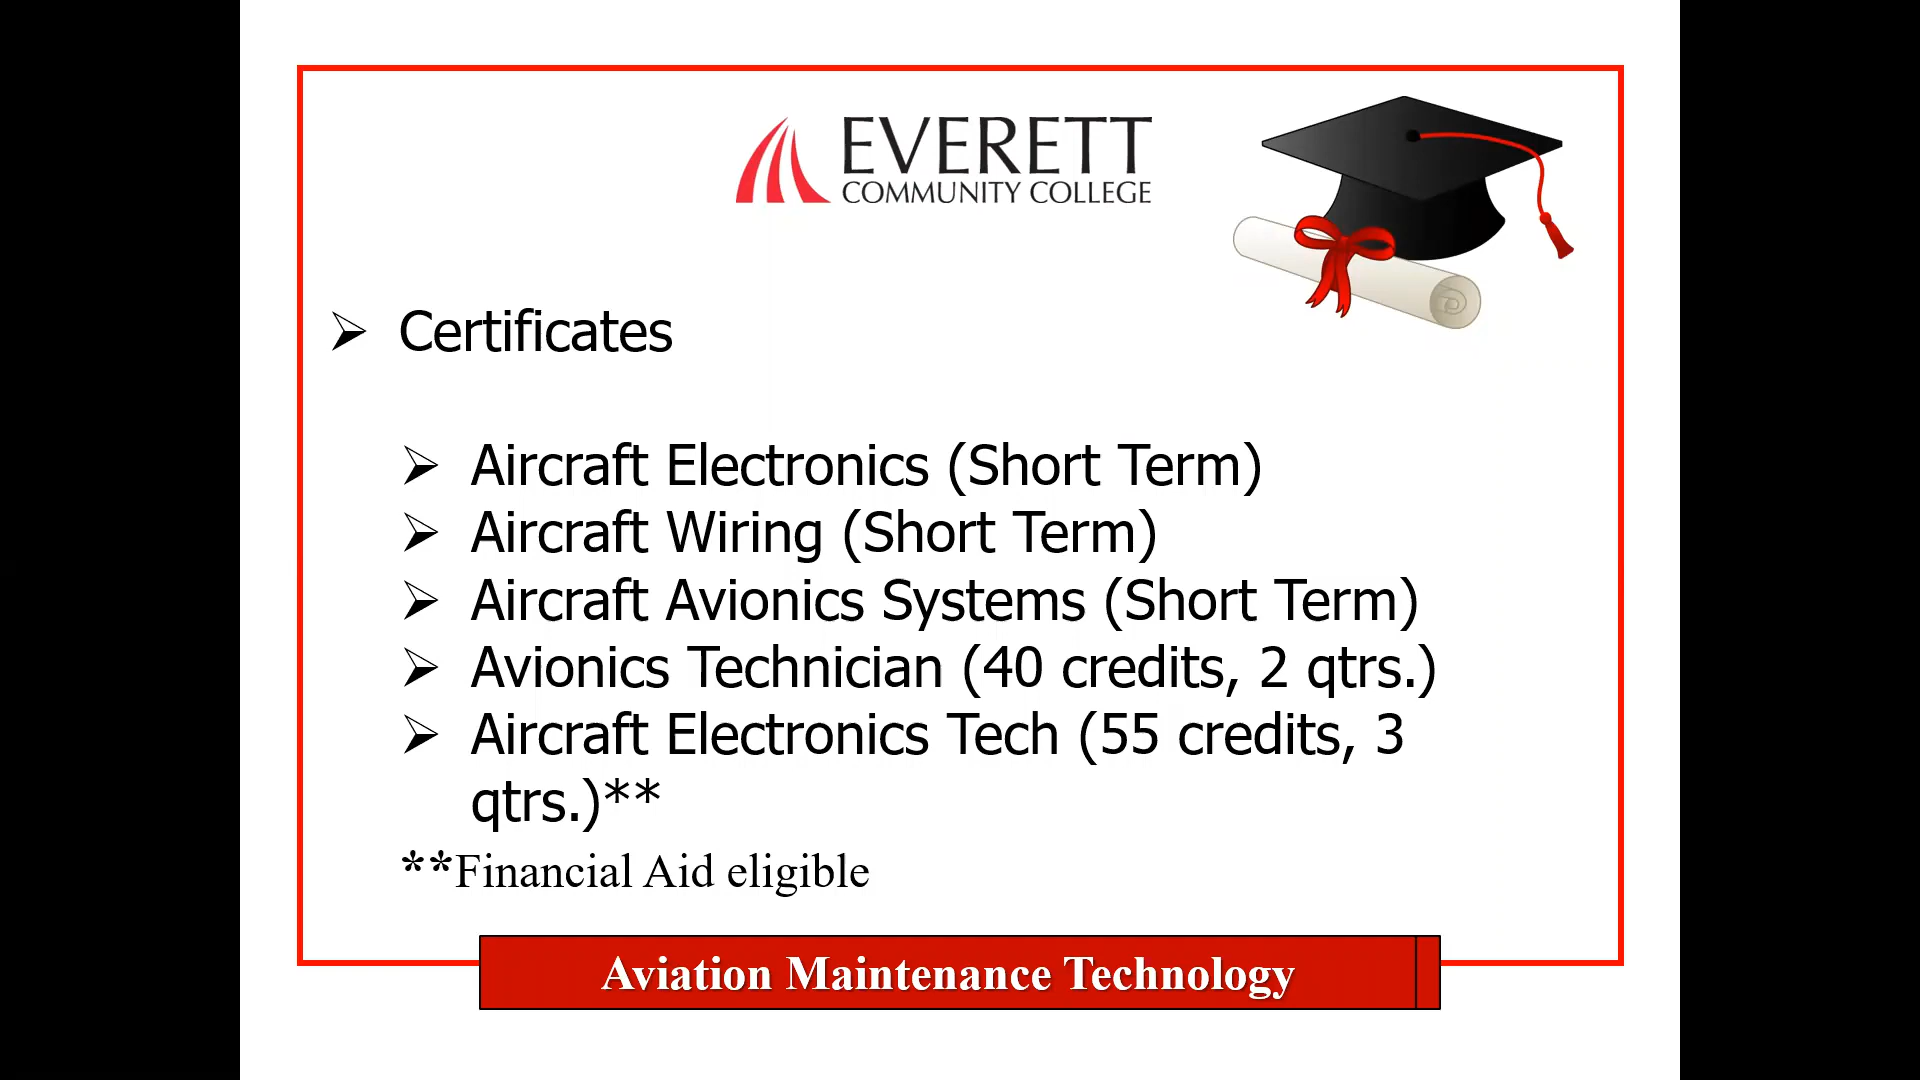 EVERETT
COMMUNITY COLLEGE
➢ Certificates
➢ Aircraft Electronics (Short Term)
➢ Aircraft Wiring (Short Term)
➢ Aircraft Avionics Systems (Short Term)
➢ Avionics Technician (40 credits, 2 qtrs.)
➢ Aircraft Electronics Tech (55 credits, 3
qtrs.)**
**Financial Aid eligible
Aviation Maintenance Technology